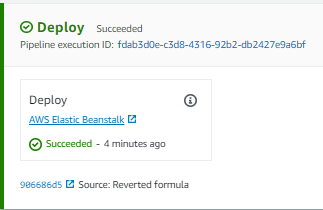 Deploy Succeeded
Pipeline execution ID: fdab3d0e-c3d8-4316-92b2-db2427e9a6bf
Deploy
AWS Elastic Beanstalk
Succeeded - 4 minutes ago
906686d5 Source: Reverted formula